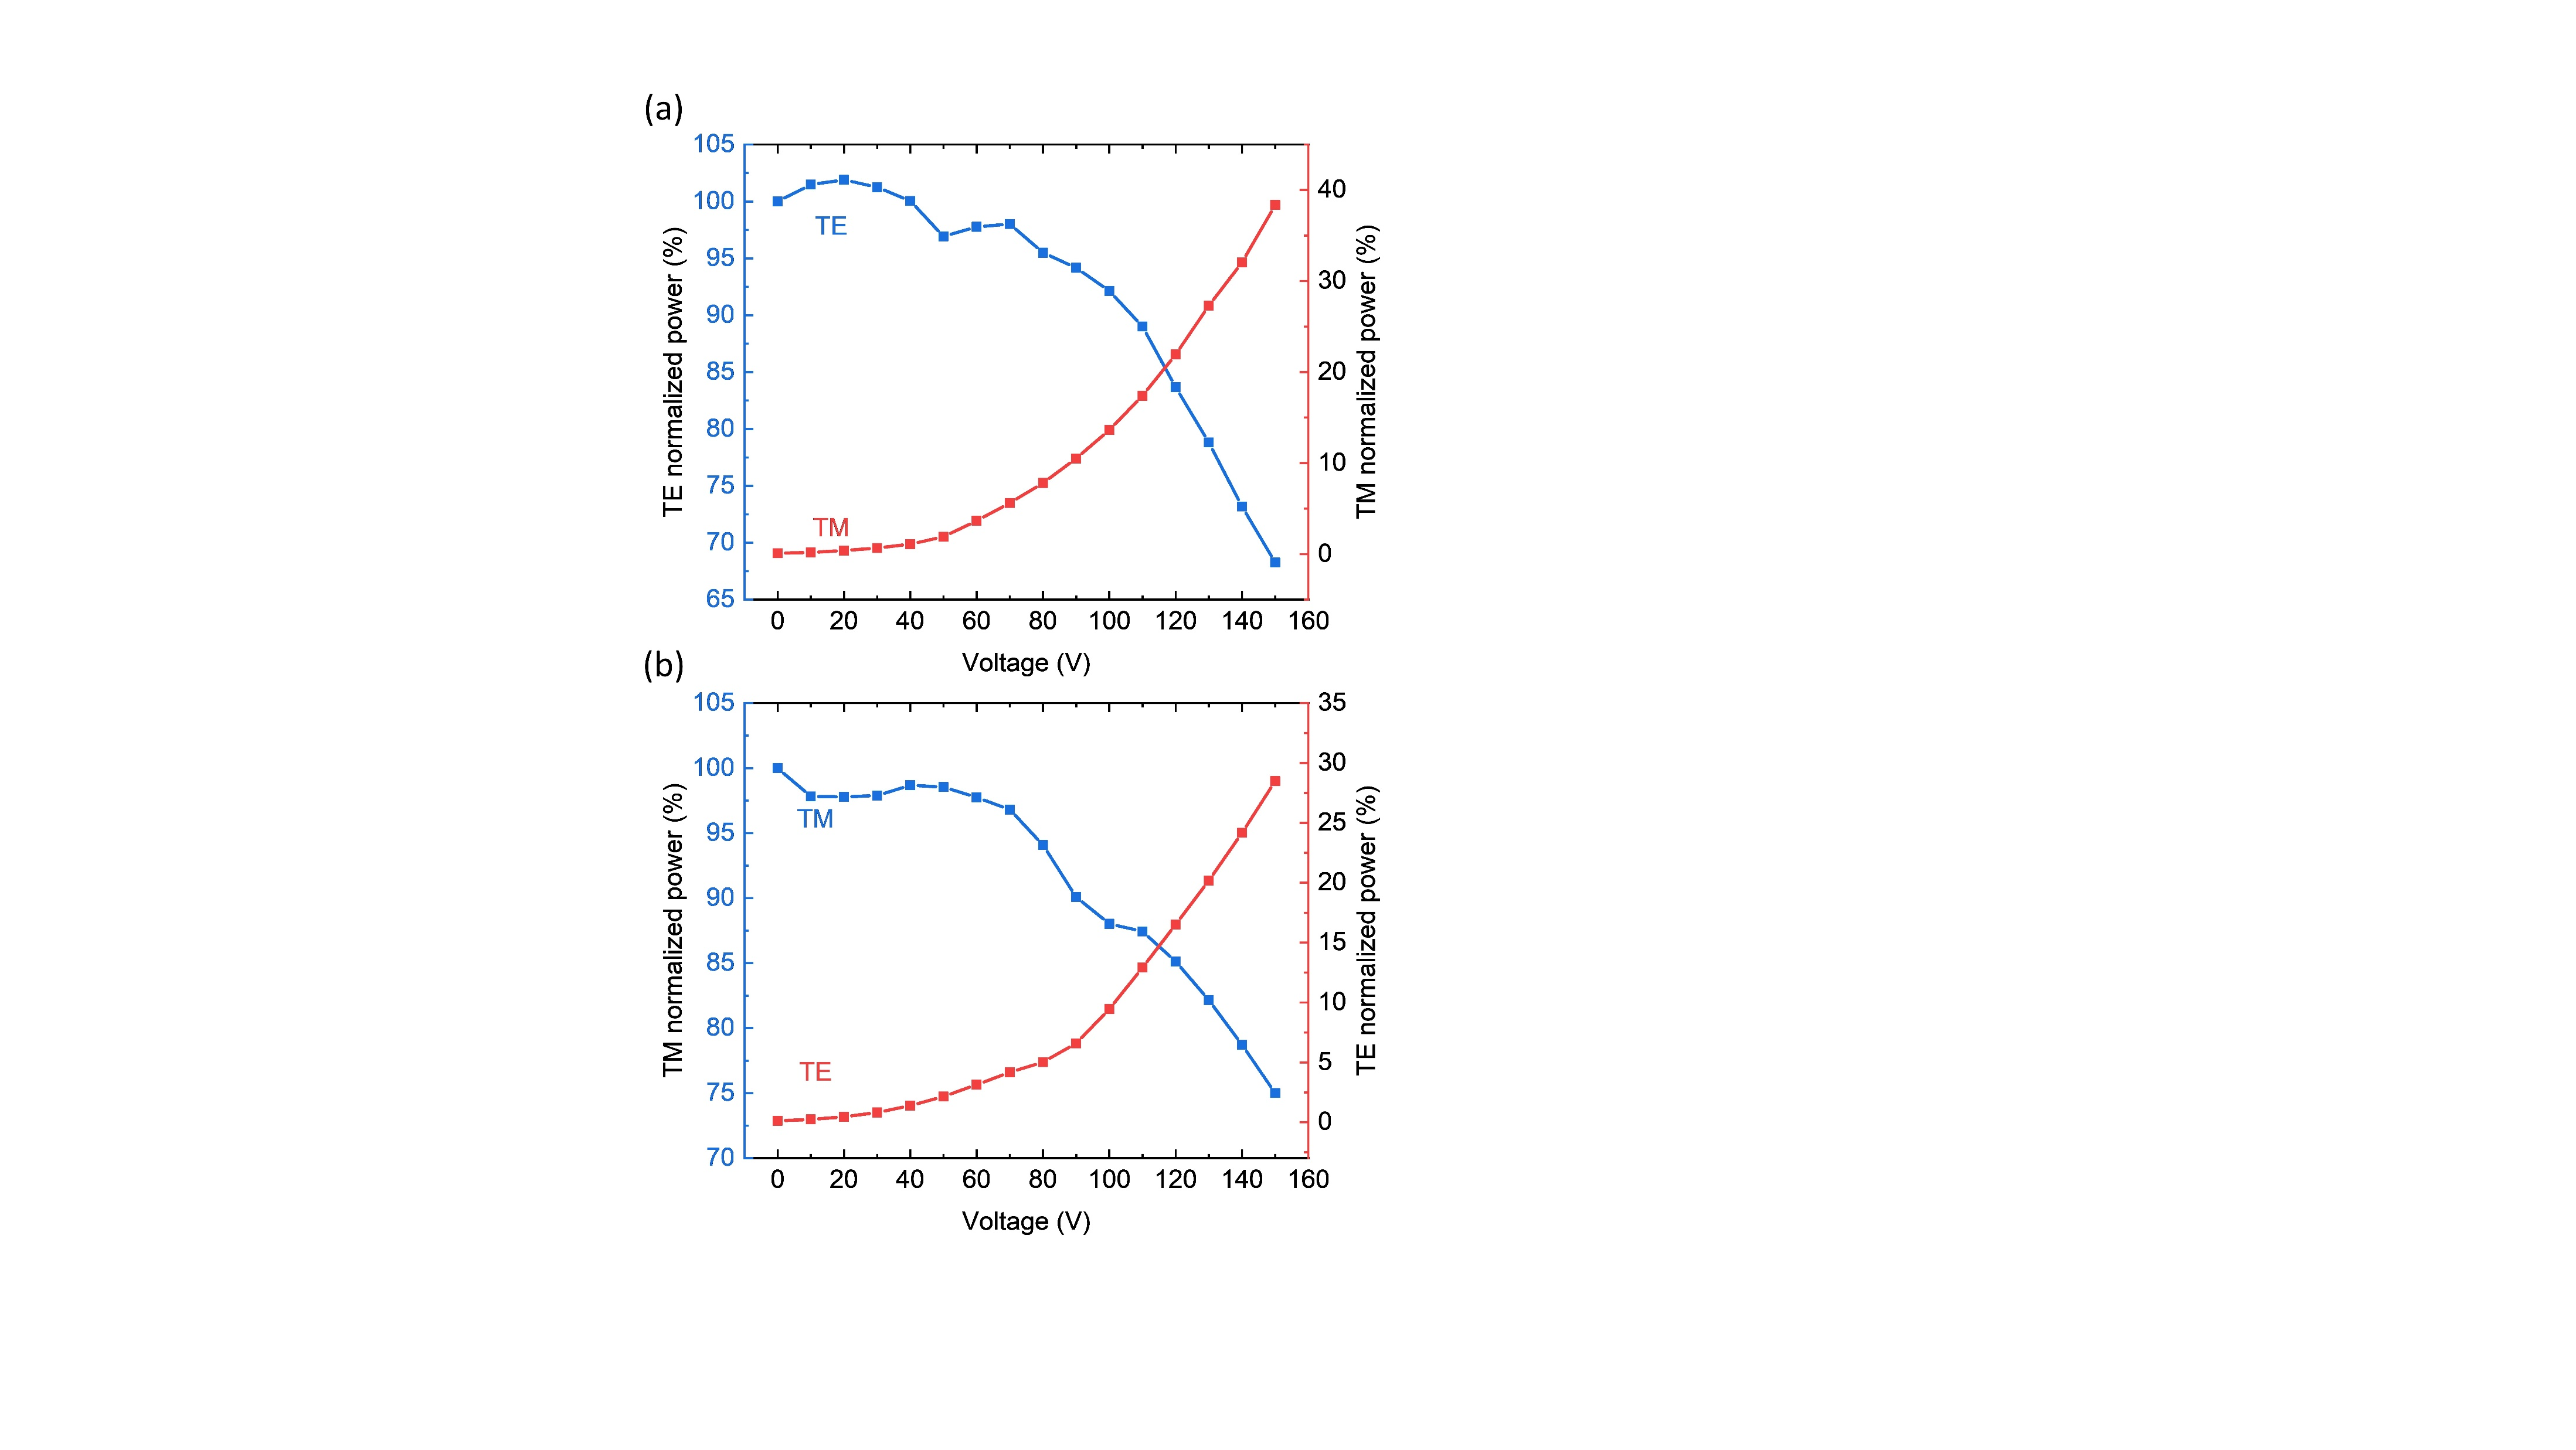 (a)
105
100
95
90
85
80
75
70
65
TE normalized power (%)
TE
TM
40
30
20
10
0
TM normalized power (%)
0 20 40 60 80 100 120 140 160
Voltage (V)
(b)
105
100
95
90
85
80
75
70
TM normalized power (%)
TM
TE
35
30
25
20
15
10
5
0
TE normalized power (%)
0 20 40 60 80 100 120 140 160
Voltage (V)